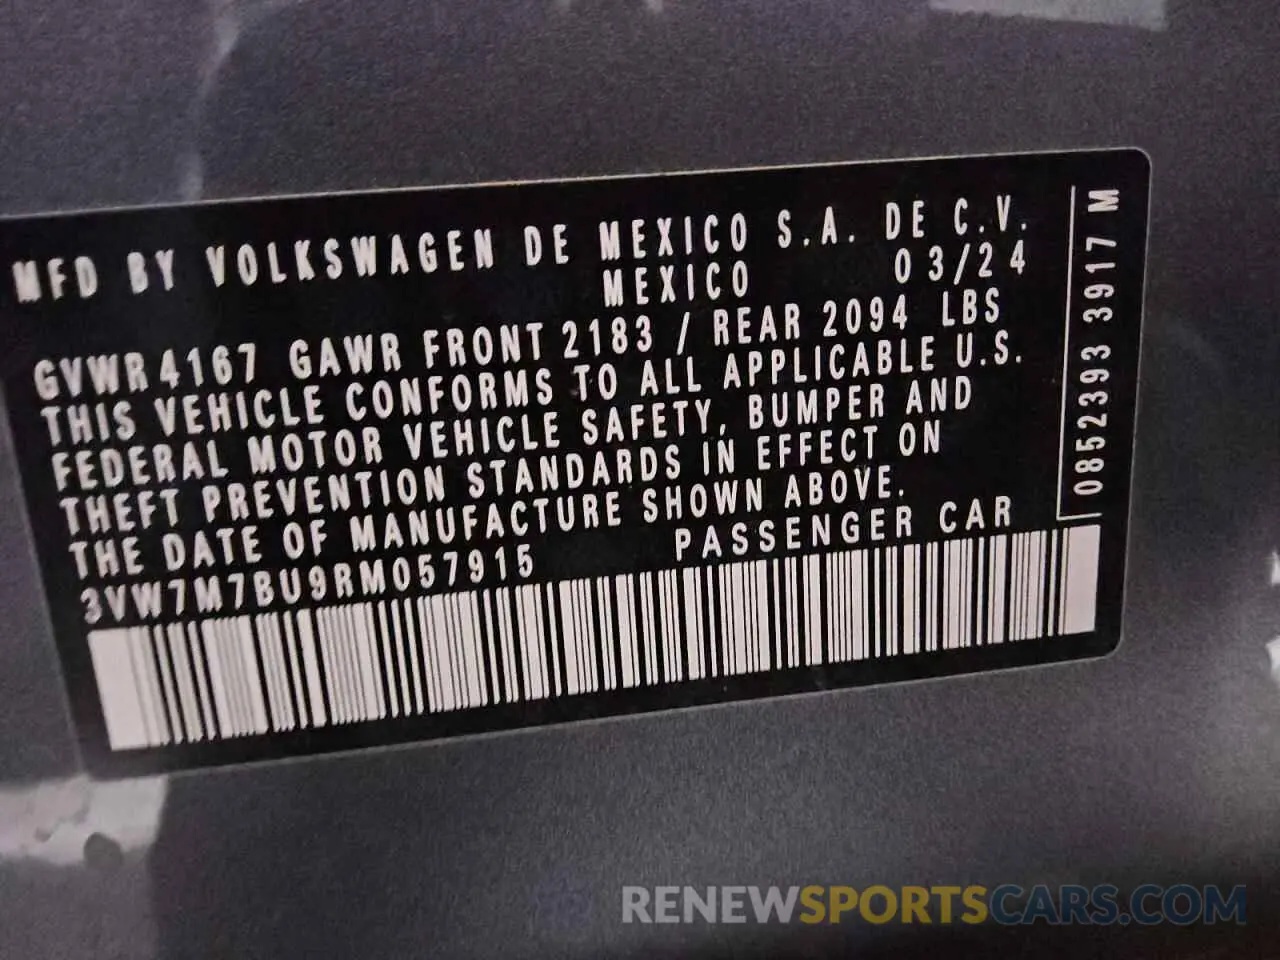 MFD BY VOLKSWAGEN DE MEXICO S.A. DE C.V.
MEXICO 03/24
GVWR 4167 GAWR FRONT 2183 / REAR 2094 LBS
THIS VEHICLE CONFORMS TO ALL APPLICABLE U.S.
FEDERAL MOTOR VEHICLE SAFETY, BUMPER AND
THEFT PREVENTION STANDARDS IN EFFECT ON
THE DATE OF MANUFACTURE SHOWN ABOVE.
3VW7M7BU9RM057915 PASSENGER CAR
0852393 3917 M
RENEWSPORTSCARS.COM